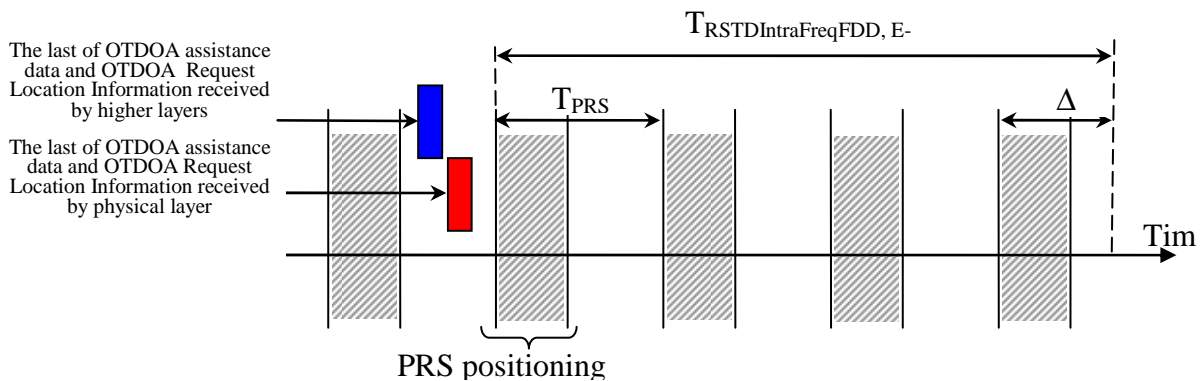 T_RSTDIntraFreqFDD, E-
The last of OTDOA assistance
data and OTDOA Request
Location Information received
by higher layers
T_PRS
Δ
The last of OTDOA assistance
data and OTDOA Request
Location Information received
by physical layer
Tim
PRS positioning